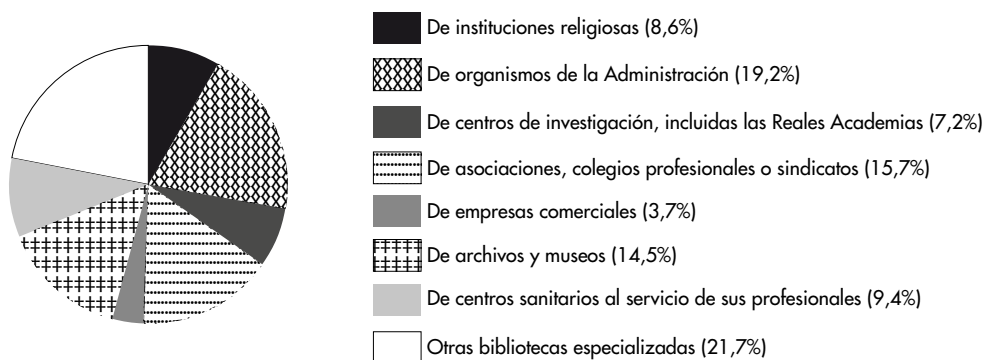 De instituciones religiosas (8,6%)
De organismos de la Administración (19,2%)
De centros de investigación, incluidas las Reales Academias (7,2%)
De asociaciones, colegios profesionales o sindicatos (15,7%)
De empresas comerciales (3,7%)
De archivos y museos (14,5%)
De centros sanitarios al servicio de sus profesionales (9,4%)
Otras bibliotecas especializadas (21,7%)